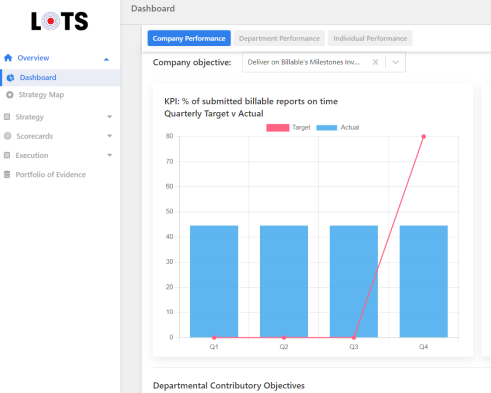 LOTS
Dashboard
Overview
Dashboard
Strategy Map
Strategy
Scorecards
Execution
Portfolio of Evidence
Company Performance
Department Performance
Individual Performance
Company objective:
Deliver on Billable's Milestones Inv... X
KPI: % of submitted billable reports on time
Quarterly Target v Actual
Target Actual
80
70
60
50
40
30
20
10
0
Q1 Q2 Q3 Q4
Departmental Contributory Objectives